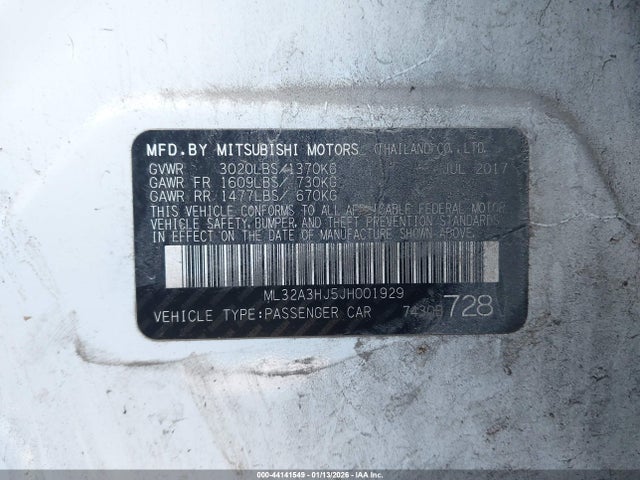 MFD.BY MITSUBISHI MOTORS (THAILAND)CO.,LTD.
GVWR 3020LBS/1370KG JUL 2017
GAWR FR 1609LBS/ 730KG
GAWR RR 1477LBS/ 670KG
THIS VEHICLE CONFORMS TO ALL APPLICABLE FEDERAL MOTOR
VEHICLE SAFETY,BUMPER,AND THEFT PREVENTION STANDARDS
IN EFFECT ON THE DATE OF MANUFACTURE SHOWN ABOVE.
ML32A3HJ5JH001929
VEHICLE TYPE:PASSENGER CAR 728
000-44141549 - 01/13/2026 - IAA Inc.